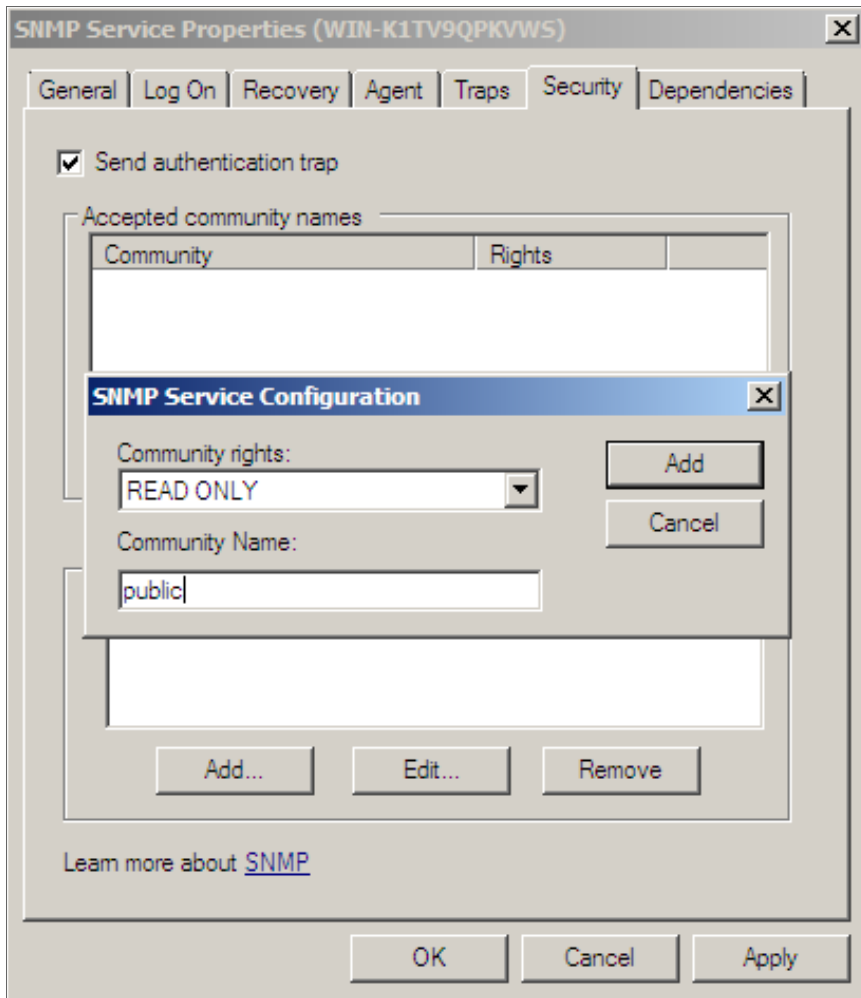 SNMP Service Properties (WIN-K1TV9QPKVWS)
General Log On Recovery Agent Traps Security Dependencies
Send authentication trap
Accepted community names
Community Rights
SNMP Service Configuration
Community rights:
Add
READ ONLY
Cancel
Community Name:
public
Add... Edit... Remove
Learn more about SNMP
OK Cancel Apply